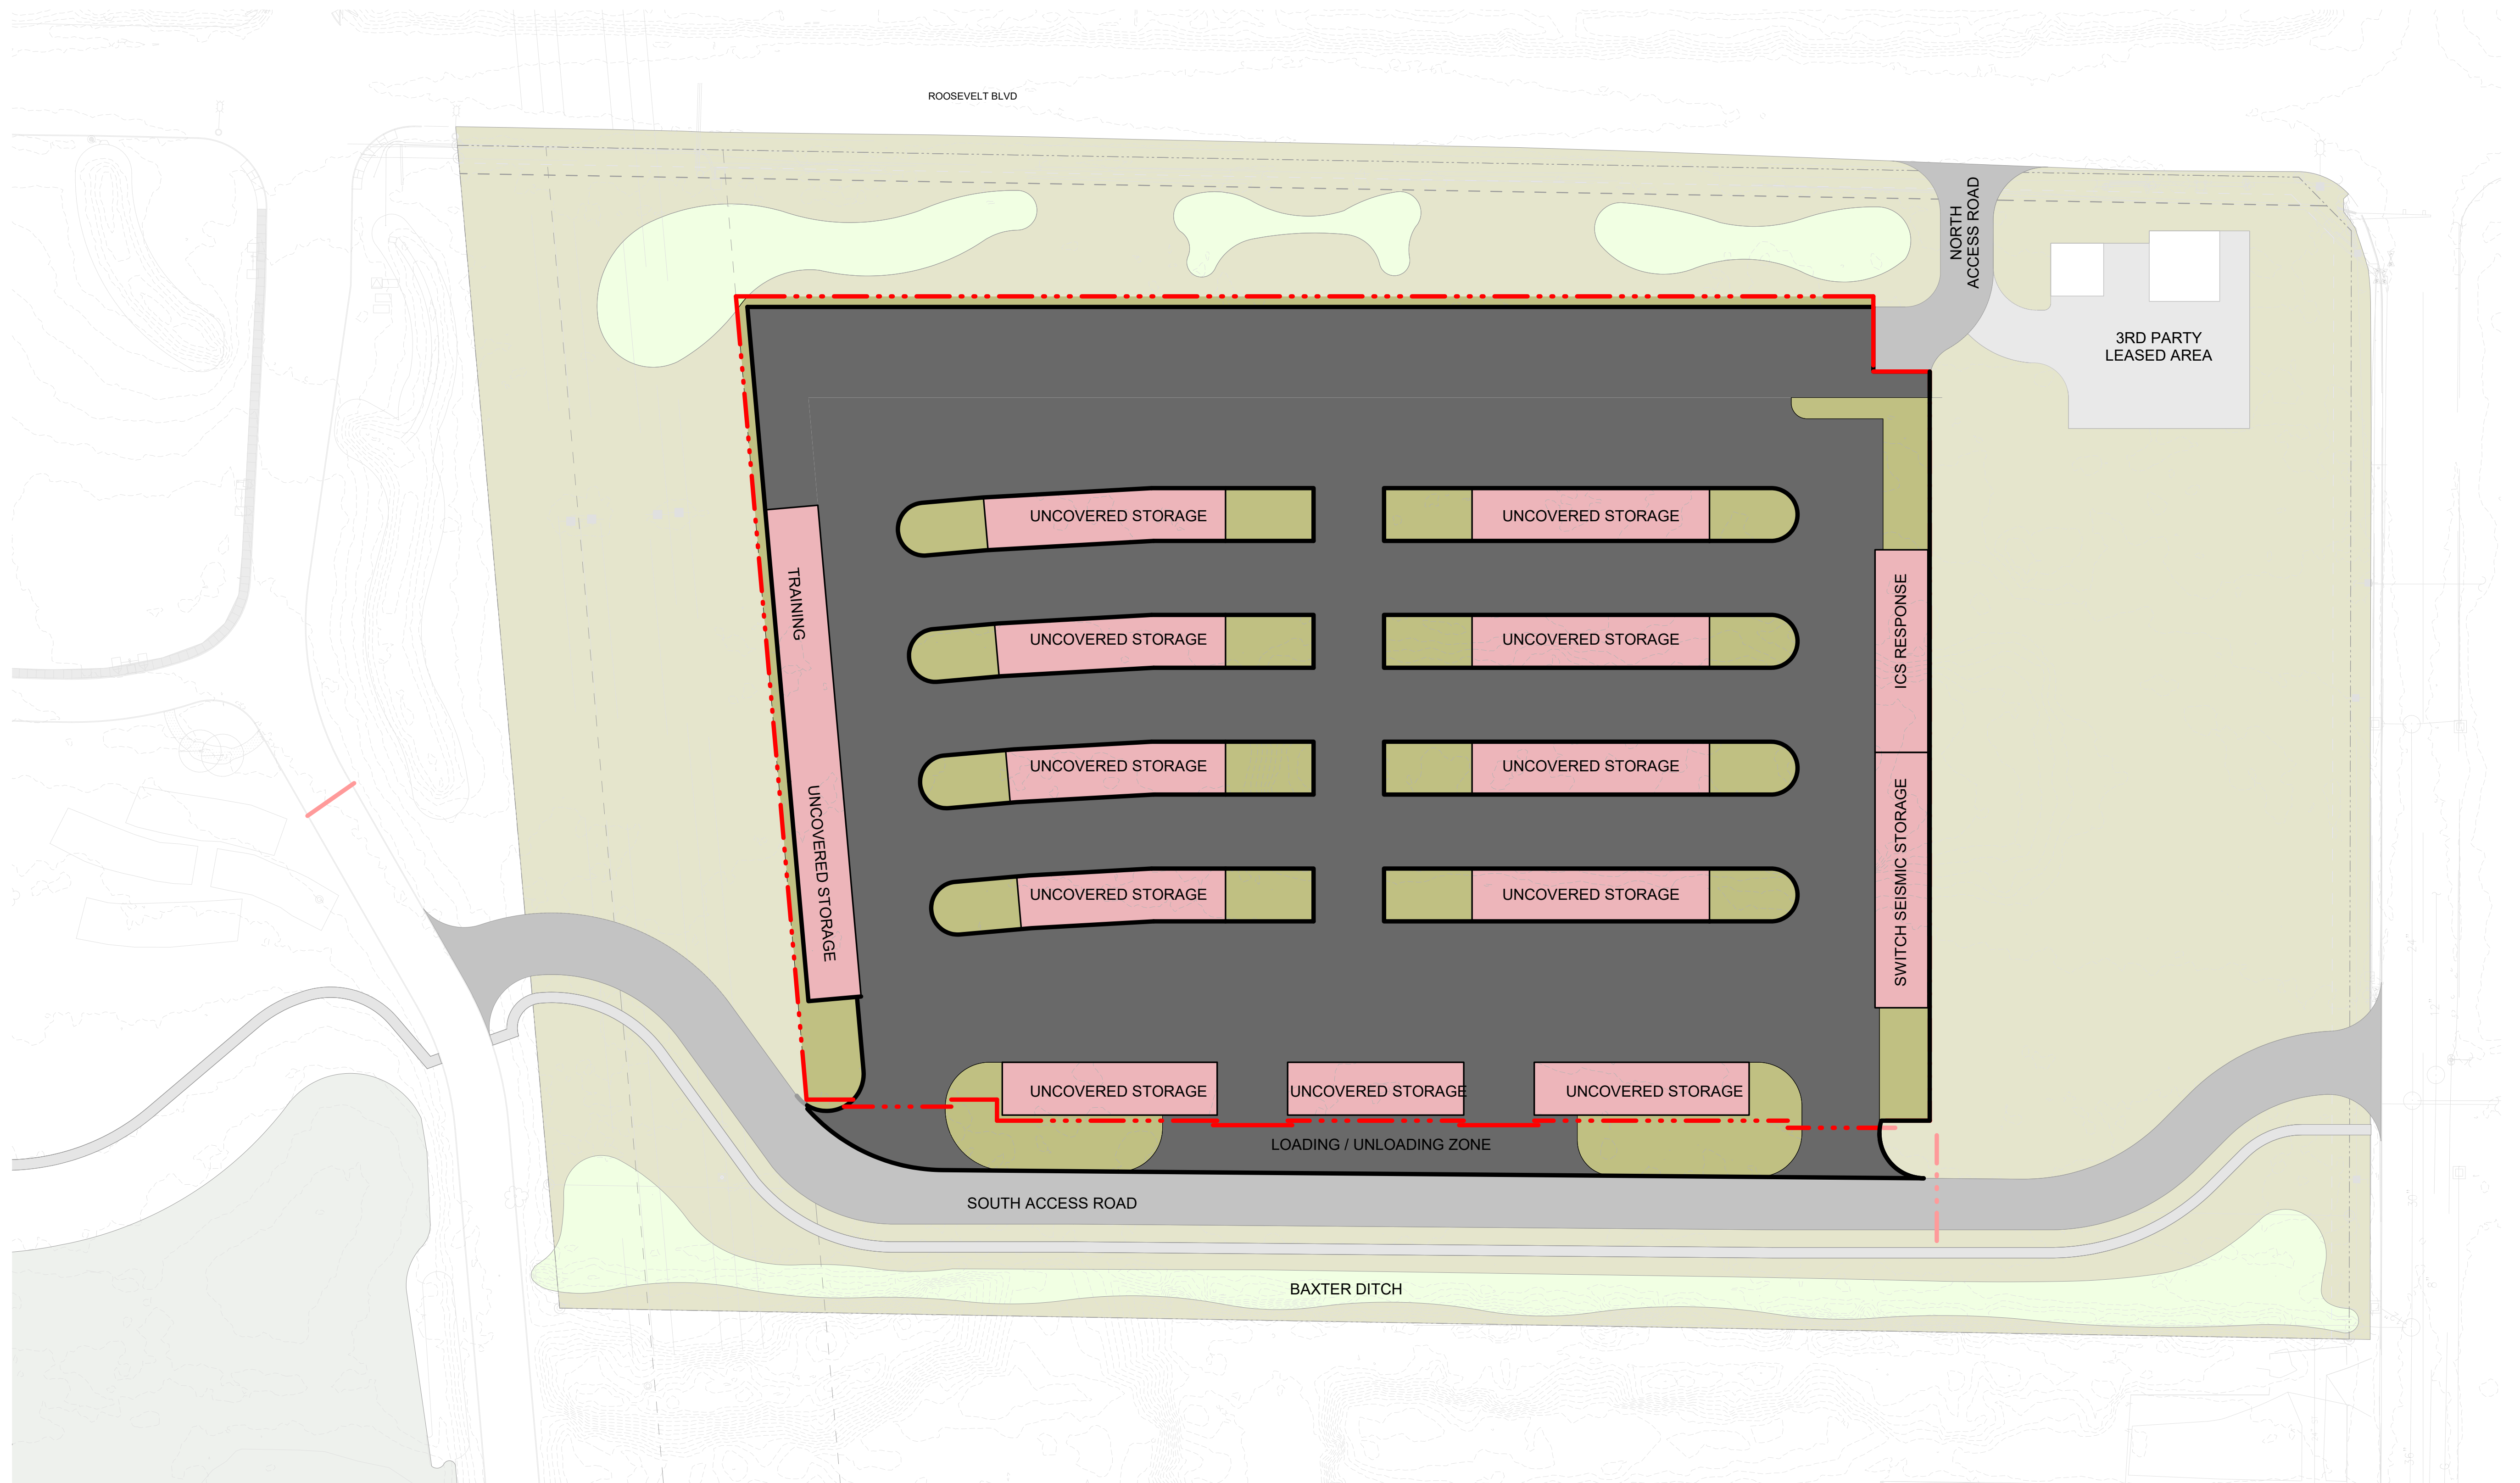 ROOSEVELT BLVD
NORTH
ACCESS ROAD
3RD PARTY
LEASED AREA
UNCOVERED STORAGE
UNCOVERED STORAGE
TRAINING
ICS RESPONSE
UNCOVERED STORAGE
UNCOVERED STORAGE
UNCOVERED STORAGE
UNCOVERED STORAGE
UNCOVERED STORAGE
SWITCH SEISMIC STORAGE
UNCOVERED STORAGE
UNCOVERED STORAGE
UNCOVERED STORAGE
UNCOVERED STORAGE
UNCOVERED STORAGE
LOADING / UNLOADING ZONE
SOUTH ACCESS ROAD
BAXTER DITCH